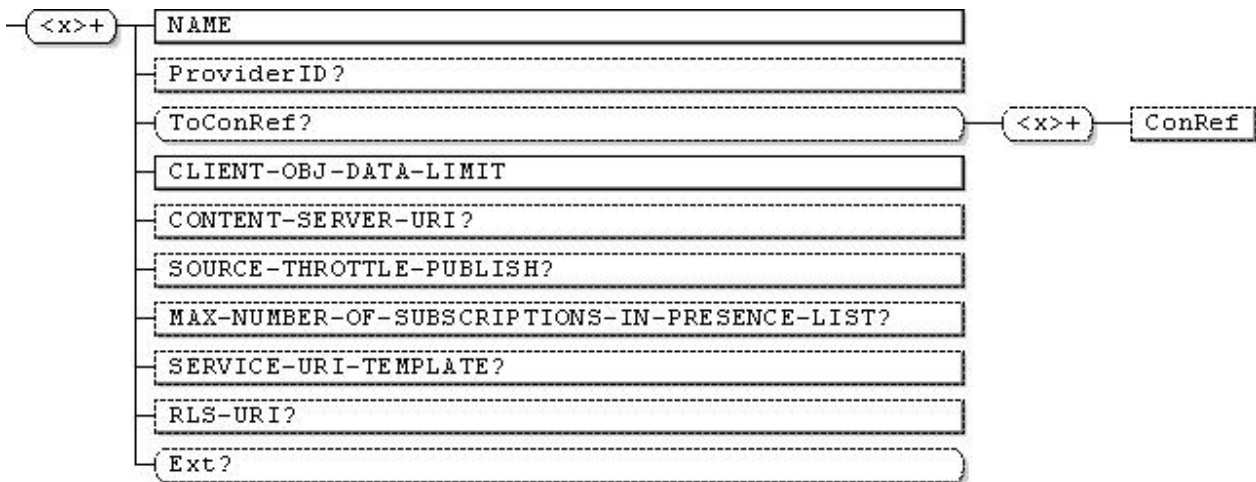 <x>+ NAME
ProviderID?
ToConRef? <x>+ ConRef
CLIENT-OBJ-DATA-LIMIT
CONTENT-SERVER-URI?
SOURCE-THROTTLE-PUBLISH?
MAX-NUMBER-OF-SUBSCRIPTIONS-IN-PRESENCE-LIST?
SERVICE-URI-TEMPLATE?
RLS-URI?
Ext?